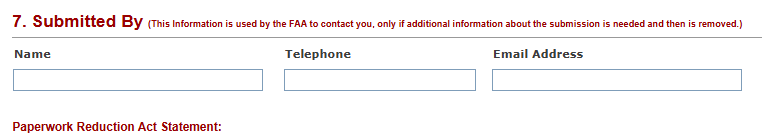 7. Submitted By (This Information is used by the FAA to contact you, only if additional information about the submission is needed and then is removed.)
Name Telephone Email Address
Paperwork Reduction Act Statement: